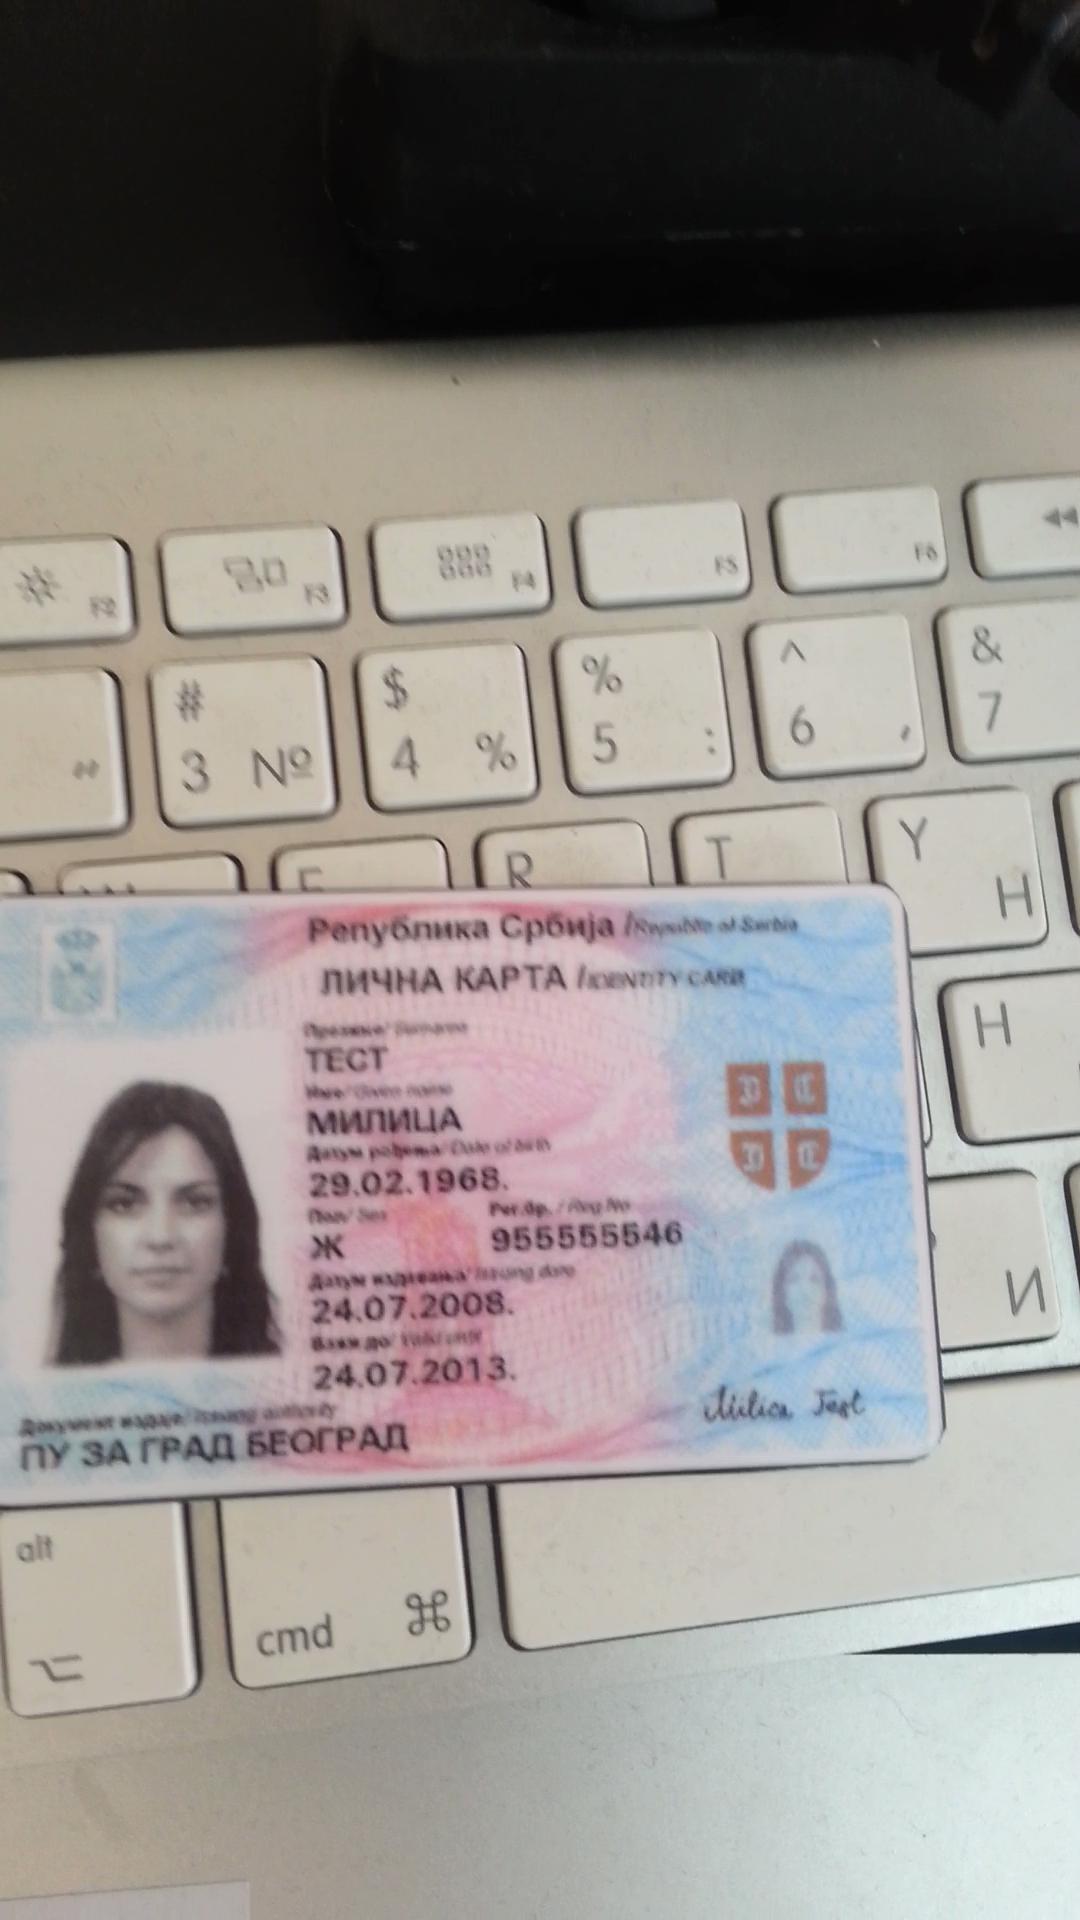 F2
F3
F4
F5
F6
#
3 №
$
4 %
%
5 :
^
6 ,
&
7
R
T
Y
Н
H
И
Република Србија / Republic of Serbia
ЛИЧНА КАРТА / IDENTITY CARD
Презиме / Surname
ТЕСТ
Име / Given name
МИЛИЦА
Датум рођења / Date of birth
29.02.1968.
Пол / Sex
Рег.бр. / Reg.No
Ж
955555546
Датум издавања / Issuing date
24.07.2008.
Важи до / Valid until
24.07.2013.
Milica Test
Документ издаје / Issuing authority
ПУ ЗА ГРАД БЕОГРАД
alt
cmd ⌘
⌥